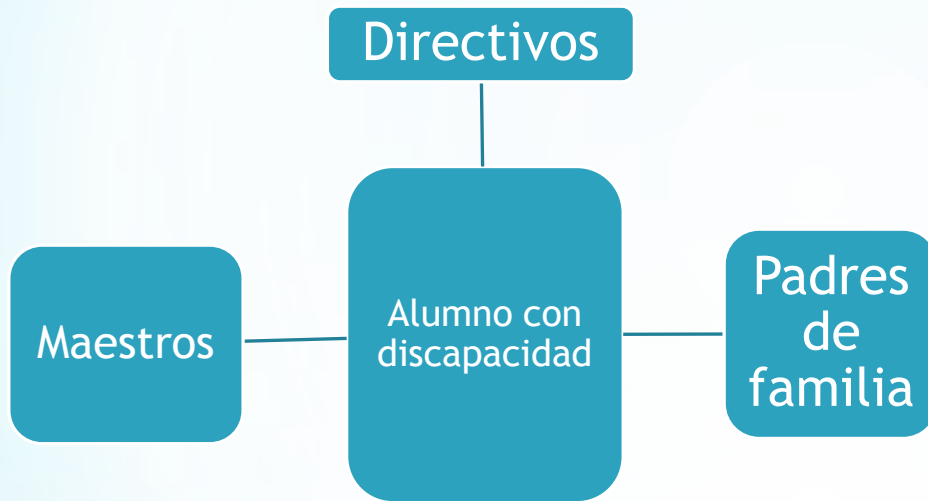 Directivos
Maestros
Alumno con
discapacidad
Padres
de
familia